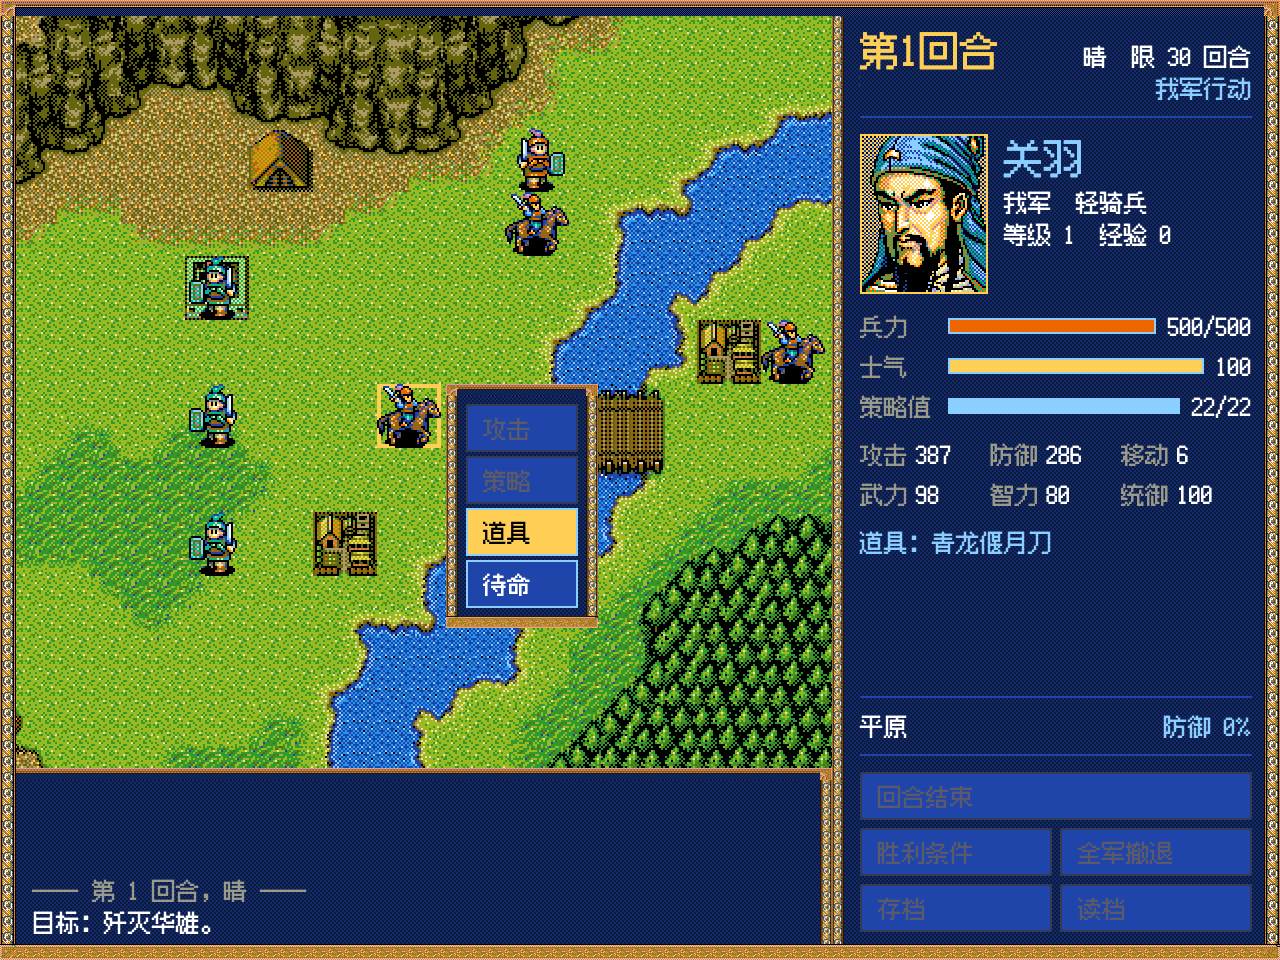 第1回合
晴 限 30 回合
我军行动
关羽
我军 轻骑兵
等级 1 经验 0
兵力 500/500
士气 100
策略值 22/22
攻击 387 防御 286 移动 6
武力 98 智力 80 统御 100
道具：青龙偃月刀
攻击
策略
道具
待命
平原 防御 0%
回合结束
胜利条件 全军撤退
存档 读档
—— 第 1 回合，晴 ——
目标：歼灭华雄。